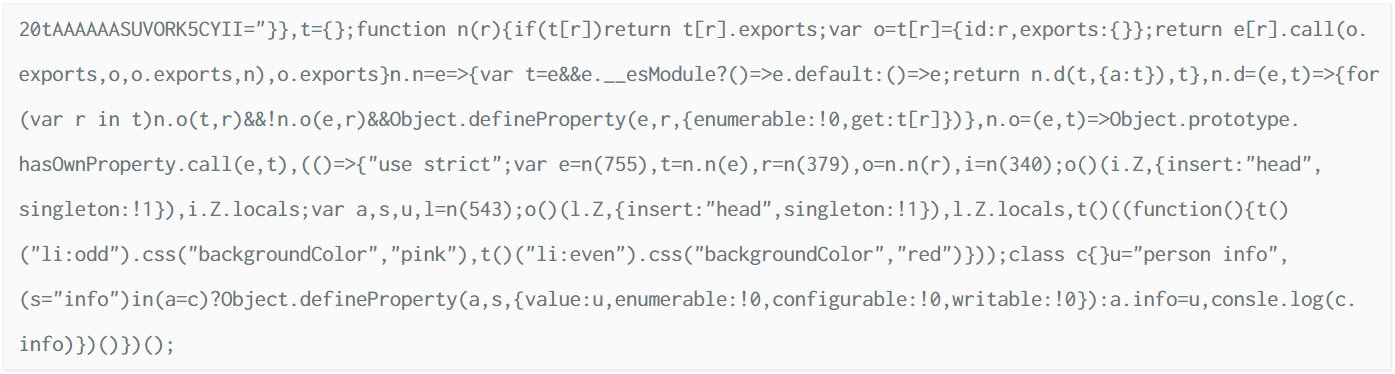 20tAAAAAASUVORK5CYII="}},t={};function n(r){if(t[r])return t[r].exports;var o=t[r]={id:r,exports:{}};return e[r].call(o.
exports,o,o.exports,n),o.exports}n.n=e=>{var t=e&&e.__esModule?()=>e.default:()=>e;return n.d(t,{a:t}),t},n.d=(e,t)=>{for
(var r in t)n.o(t,r)&&!n.o(e,r)&&Object.defineProperty(e,r,{enumerable:!0,get:t[r]})},n.o=(e,t)=>Object.prototype.
hasOwnProperty.call(e,t),(()=>{"use strict";var e=n(755),t=n.n(e),r=n(379),o=n.n(r),i=n(340);o()(i.Z,{insert:"head",
singleton:!1}),i.Z.locals;var a,s,u,l=n(543);o()(l.Z,{insert:"head",singleton:!1}),l.Z.locals,t()((function(){t()
("li:odd").css("backgroundColor","pink"),t()("li:even").css("backgroundColor","red")}));class c{}u="person info",
(s="info")in(a=c)?Object.defineProperty(a,s,{value:u,enumerable:!0,configurable:!0,writable:!0}):a.info=u,consle.log(c.
info)})()})();